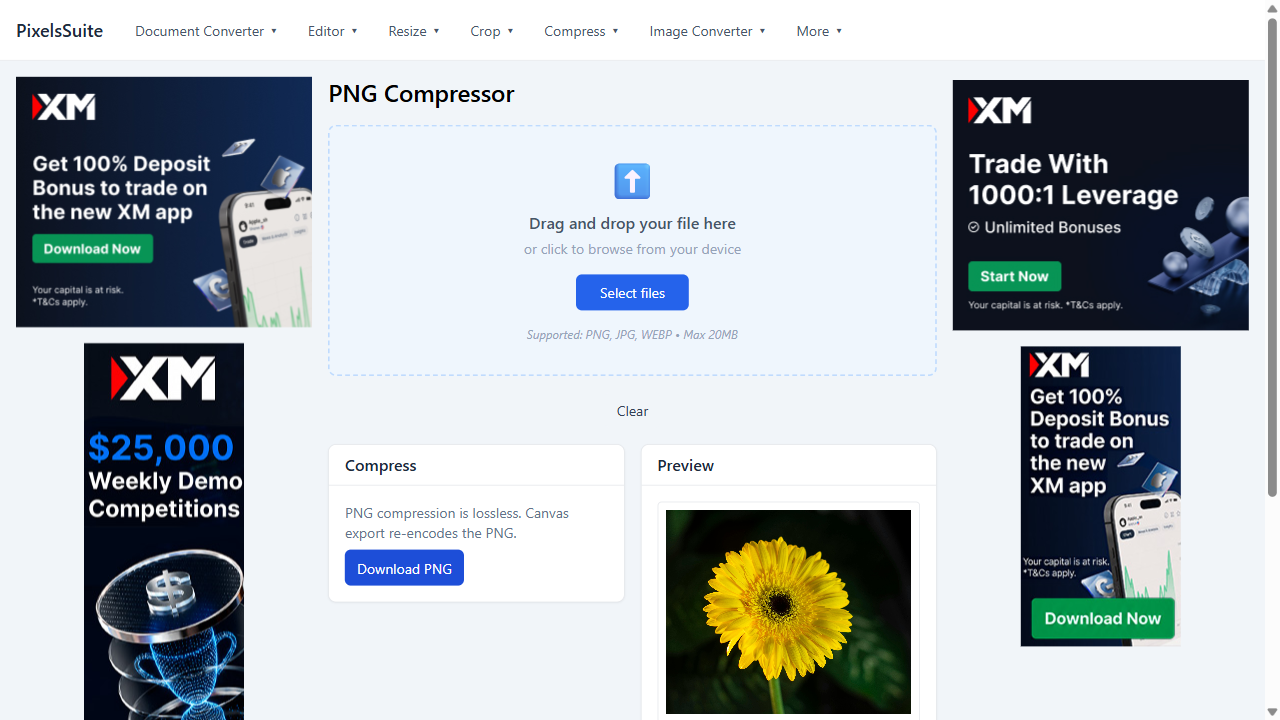 PixelsSuite
Document Converter ▾
Editor ▾
Resize ▾
Crop ▾
Compress ▾
Image Converter ▾
More ▾
XM
Get 100% Deposit
Bonus to trade on
the new XM app
Download Now
Your capital is at risk.
*T&Cs apply.
XM
$25,000
Weekly Demo
Competitions
PNG Compressor
Drag and drop your file here
or click to browse from your device
Select files
Supported: PNG, JPG, WEBP • Max 20MB
Clear
Compress
PNG compression is lossless. Canvas
export re-encodes the PNG.
Download PNG
Preview
XM
Trade With
1000:1 Leverage
Unlimited Bonuses
Start Now
Your capital is at risk. *T&Cs apply.
XM
Get 100%
Deposit Bonus
to trade on
the new
XM app
Your capital is at risk.
*T&Cs apply.
Download Now